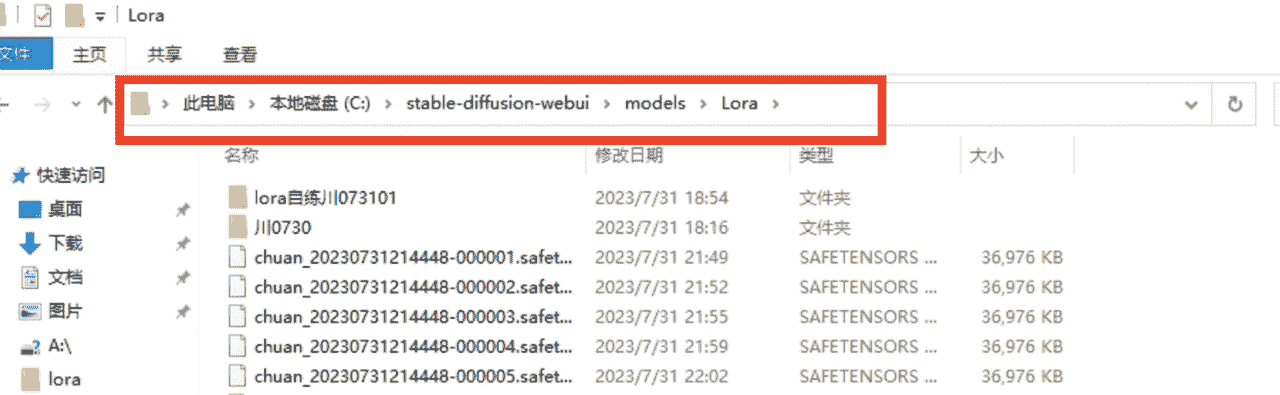 Lora
文件 主页 共享 查看
此电脑 › 本地磁盘 (C:) › stable-diffusion-webui › models › Lora ›
名称 修改日期 类型 大小
快速访问
桌面
下载
文档
图片
A:\
lora
lora自练川073101 2023/7/31 18:54 文件夹
川0730 2023/7/31 18:16 文件夹
chuan_20230731214448-000001.safet... 2023/7/31 21:49 SAFETENSORS ... 36,976 KB
chuan_20230731214448-000002.safet... 2023/7/31 21:52 SAFETENSORS ... 36,976 KB
chuan_20230731214448-000003.safet... 2023/7/31 21:55 SAFETENSORS ... 36,976 KB
chuan_20230731214448-000004.safet... 2023/7/31 21:59 SAFETENSORS ... 36,976 KB
chuan_20230731214448-000005.safet... 2023/7/31 22:02 SAFETENSORS ... 36,976 KB